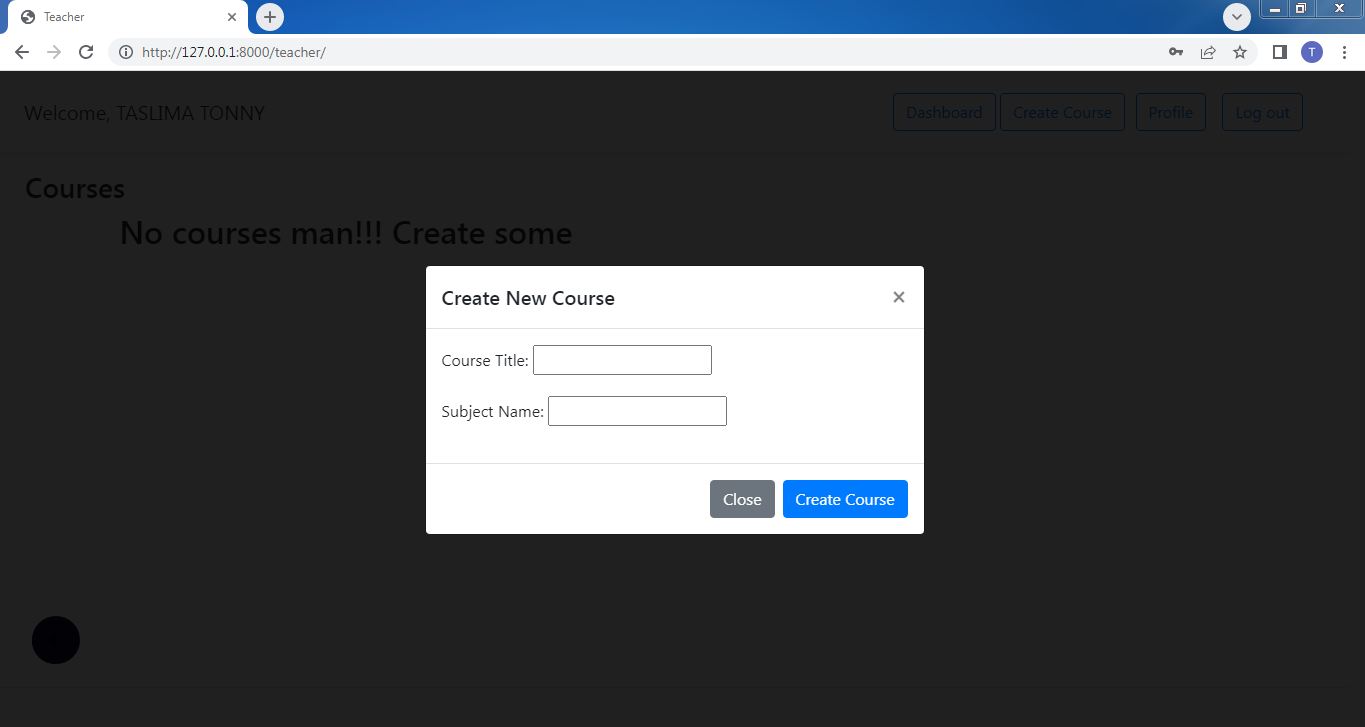 Teacher
http://127.0.0.1:8000/teacher/
T
Welcome, TASLIMA TONNY
Dashboard Create Course Profile Log out
Courses
No courses man!!! Create some
Create New Course ×
Course Title:
Subject Name:
Close Create Course